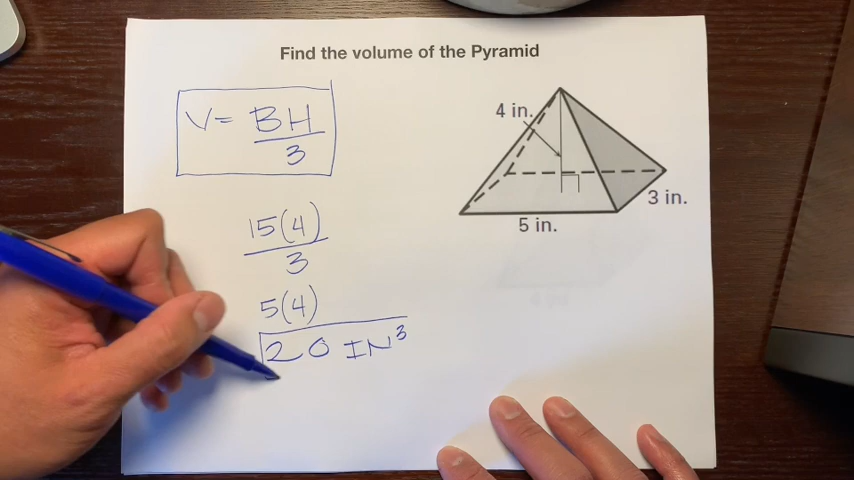 Find the volume of the Pyramid
V = BH
3
4 in.
3 in.
5 in.
15(4)
3
5(4)
20 IN³